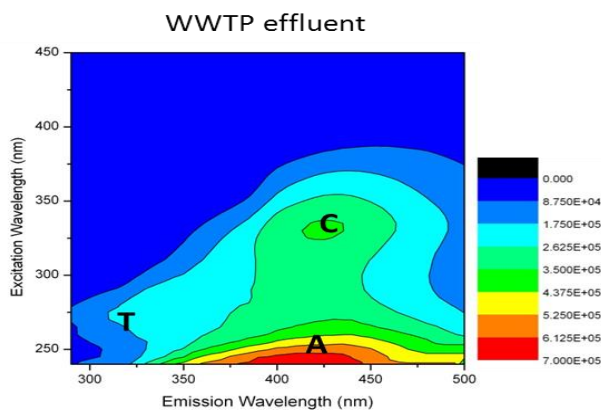 WWTP effluent
450
400
350
300
250
Excitation Wavelength (nm)
C
T
A
300
350
400
450
500
Emission Wavelength (nm)
0.000
8.750E+04
1.750E+05
2.625E+05
3.500E+05
4.375E+05
5.250E+05
6.125E+05
7.000E+05